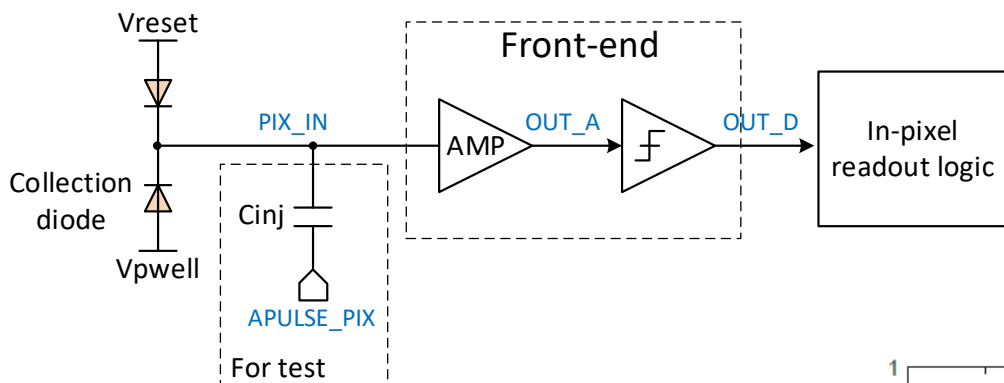 Vreset
Front-end
PIX_IN
AMP
OUT_A
OUT_D
In-pixel
readout logic
Collection
diode
Cinj
Vpwell
APULSE_PIX
For test
1